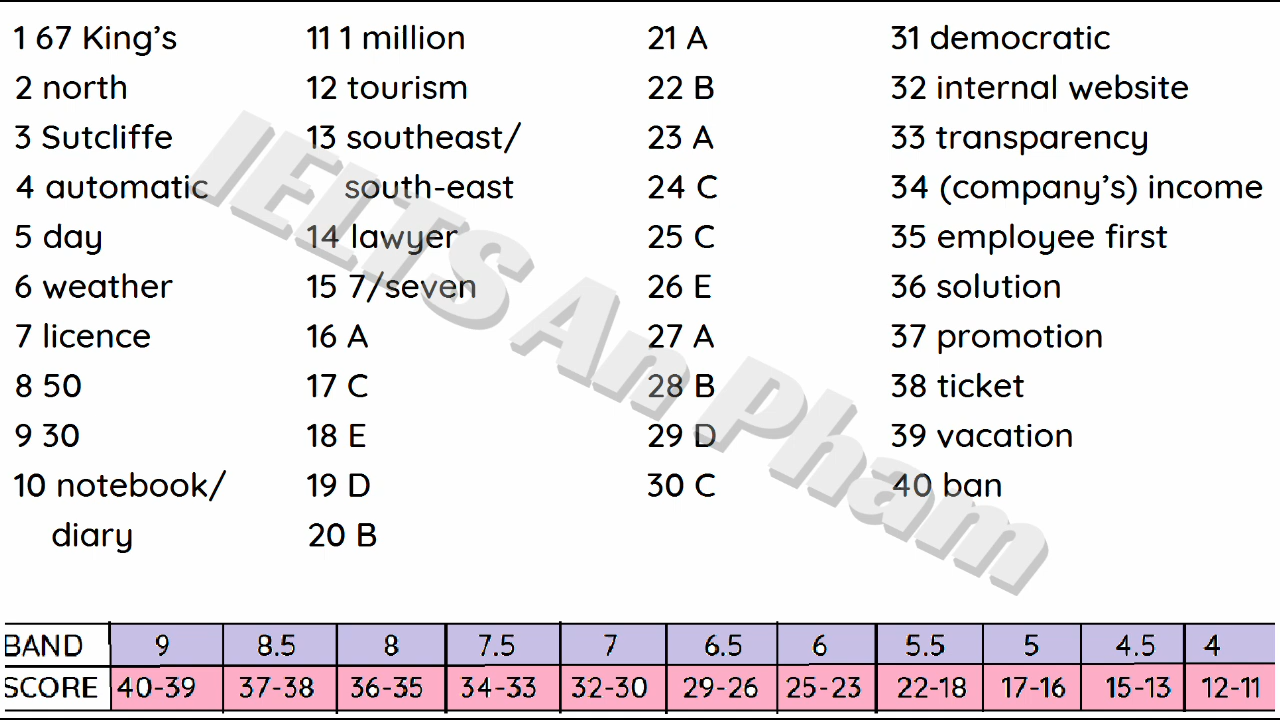 1 67 King's
2 north
3 Sutcliffe
4 automatic
5 day
6 weather
7 licence
8 50
9 30
10 notebook/
diary
11 1 million
12 tourism
13 southeast/
south-east
14 lawyer
15 7/seven
16 A
17 C
18 E
19 D
20 B
21 A
22 B
23 A
24 C
25 C
26 E
27 A
28 B
29 D
30 C
31 democratic
32 internal website
33 transparency
34 (company's) income
35 employee first
36 solution
37 promotion
38 ticket
39 vacation
40 ban
IELTS An Pham
BAND 9 8.5 8 7.5 7 6.5 6 5.5 5 4.5 4
SCORE 40-39 37-38 36-35 34-33 32-30 29-26 25-23 22-18 17-16 15-13 12-11